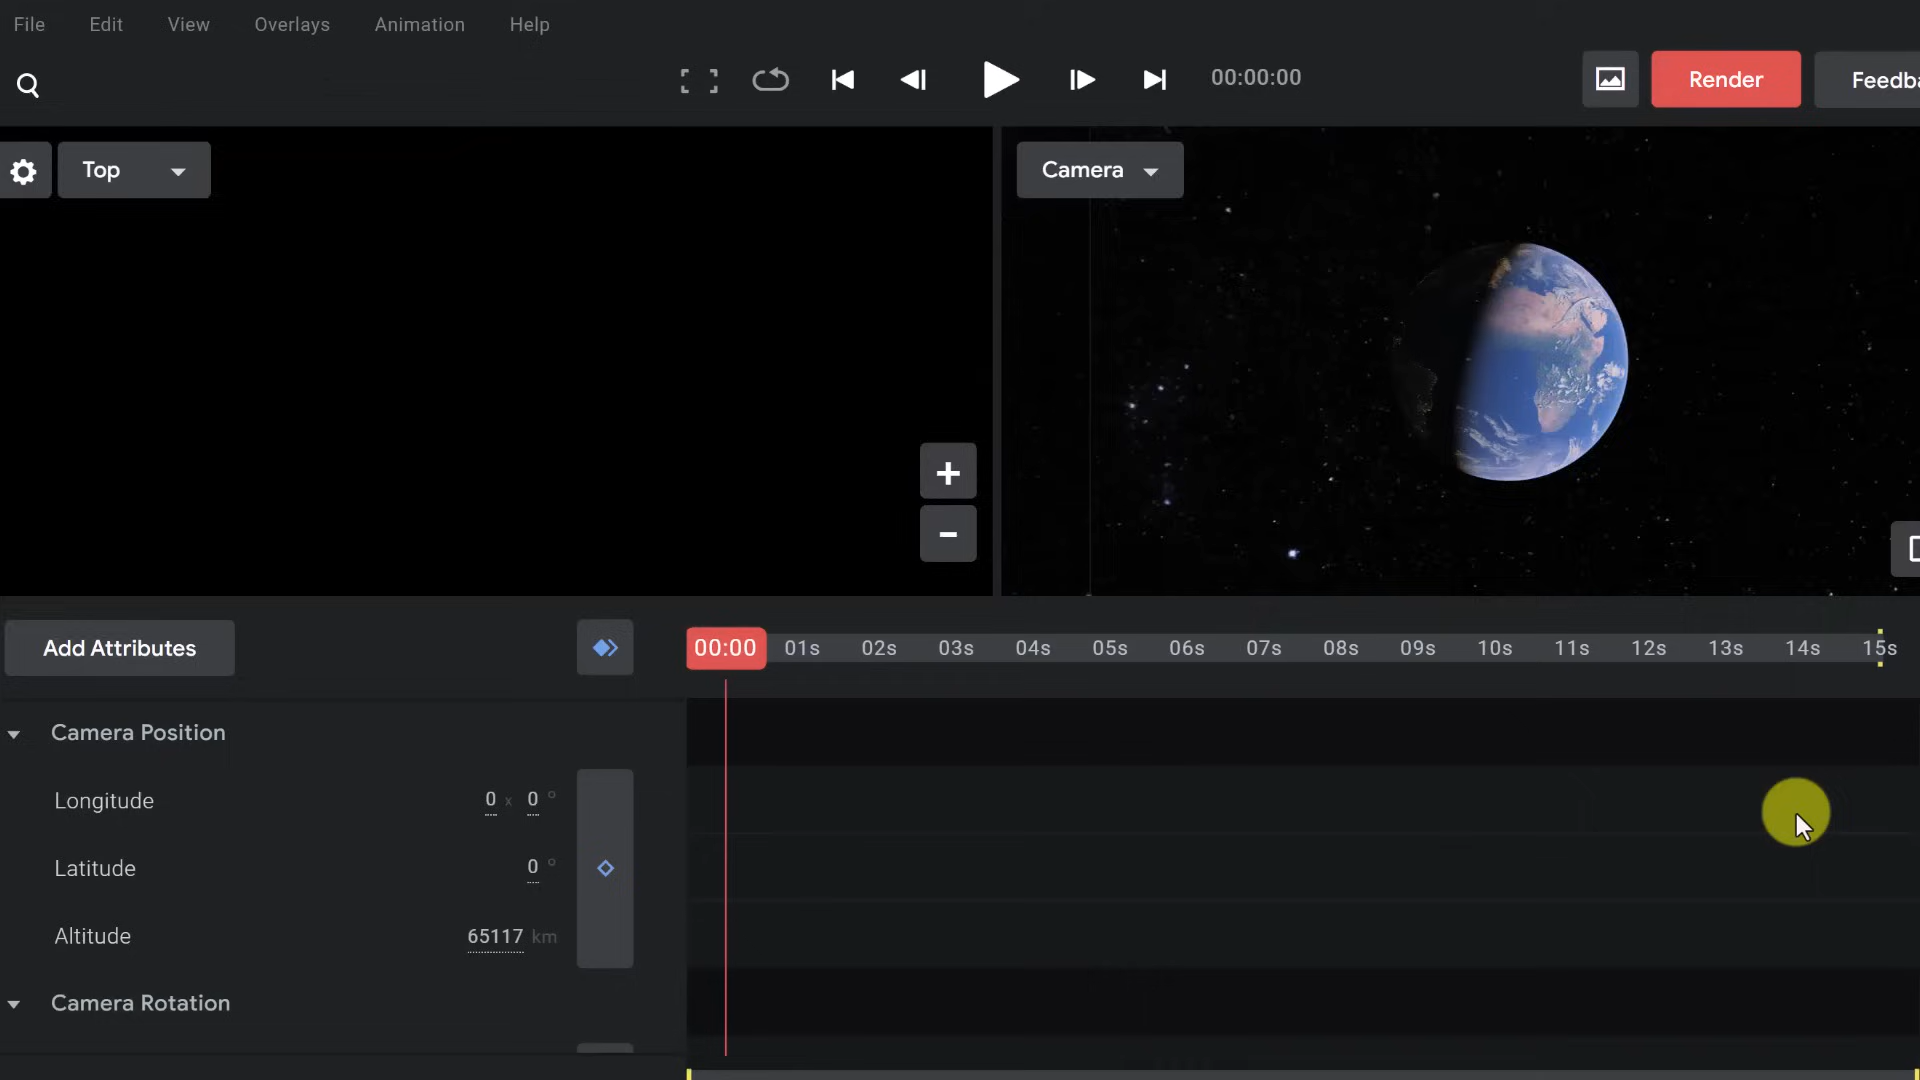 File Edit View Overlays Animation Help
00:00:00 Render Feedba
Top Camera
Add Attributes 00:00 01s 02s 03s 04s 05s 06s 07s 08s 09s 10s 11s 12s 13s 14s 15s
Camera Position
Longitude 0 x 0 °
Latitude 0 °
Altitude 65117 km
Camera Rotation